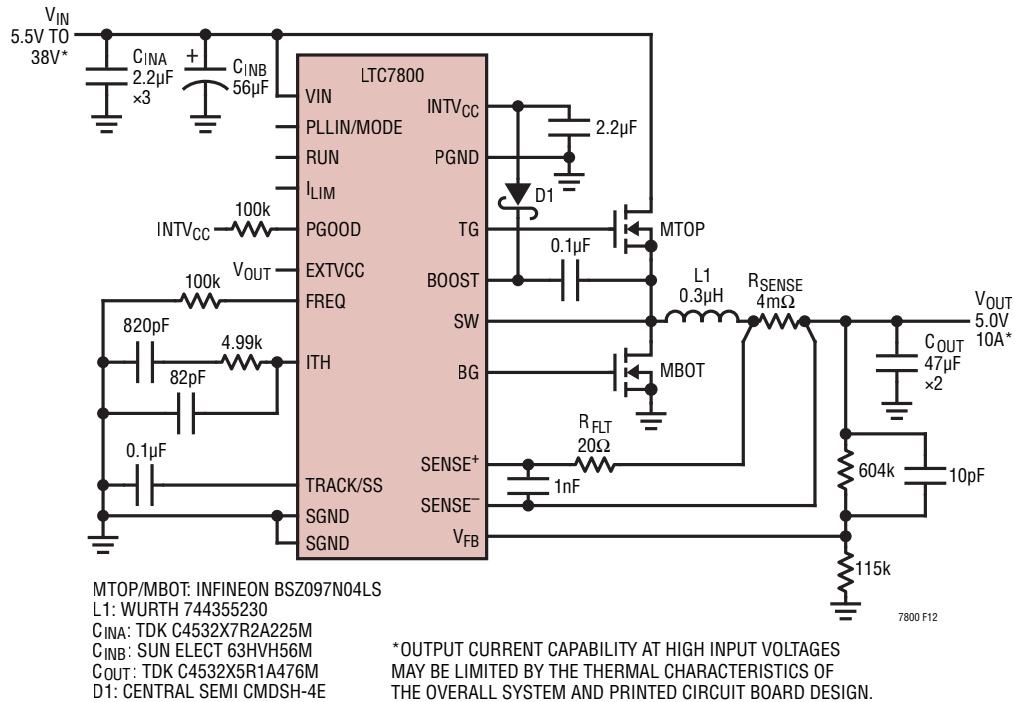 VIN
5.5V TO
38V*
CINA
2.2µF
×3
+
CINB
56µF
LTC7800
VIN
PLLIN/MODE
RUN
ILIM
PGOOD
EXTVCC
FREQ
ITH
TRACK/SS
SGND
SGND
INTVCC
PGND
TG
BOOST
SW
BG
SENSE+
SENSE–
VFB
INTVCC
100k
VOUT
100k
820pF
4.99k
82pF
0.1µF
2.2µF
D1
MTOP
0.1µF
L1
0.3µH
RSENSE
4mΩ
VOUT
5.0V
10A*
COUT
47µF
×2
MBOT
RFLT
20Ω
1nF
604k
10pF
115k
7800 F12
MTOP/MBOT: INFINEON BSZ097N04LS
L1: WURTH 744355230
CINA: TDK C4532X7R2A225M
CINB: SUN ELECT 63HVH56M
COUT: TDK C4532X5R1A476M
D1: CENTRAL SEMI CMDSH-4E
*OUTPUT CURRENT CAPABILITY AT HIGH INPUT VOLTAGES
MAY BE LIMITED BY THE THERMAL CHARACTERISTICS OF
THE OVERALL SYSTEM AND PRINTED CIRCUIT BOARD DESIGN.